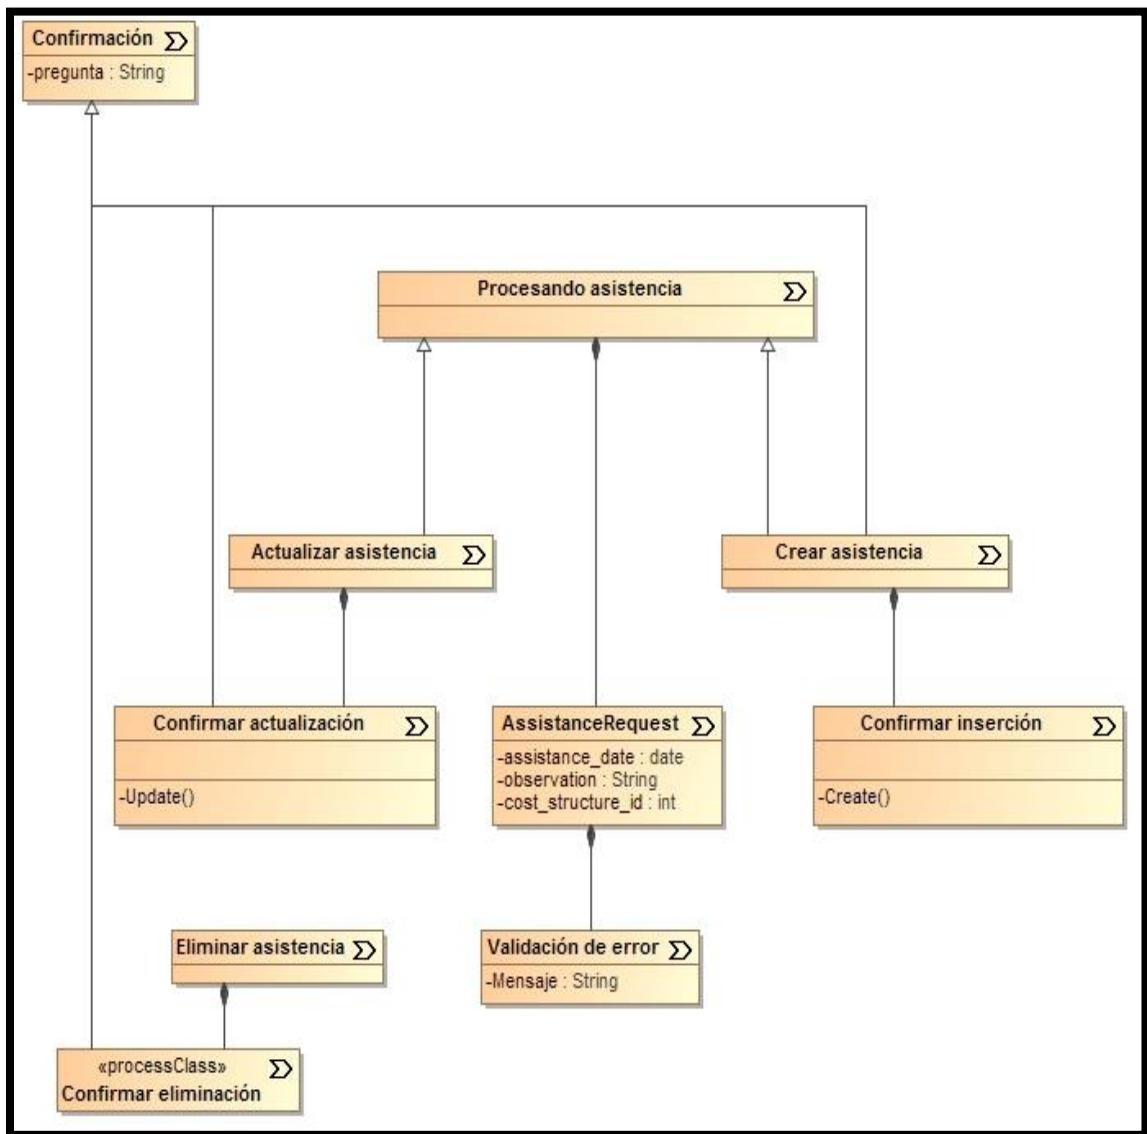 Confirmación
-pregunta : String
Procesando asistencia
Actualizar asistencia
Crear asistencia
Confirmar actualización
-Update()
AssistanceRequest
-assistance_date : date
-observation : String
-cost_structure_id : int
Confirmar inserción
-Create()
Eliminar asistencia
Validación de error
-Mensaje : String
«processClass»
Confirmar eliminación